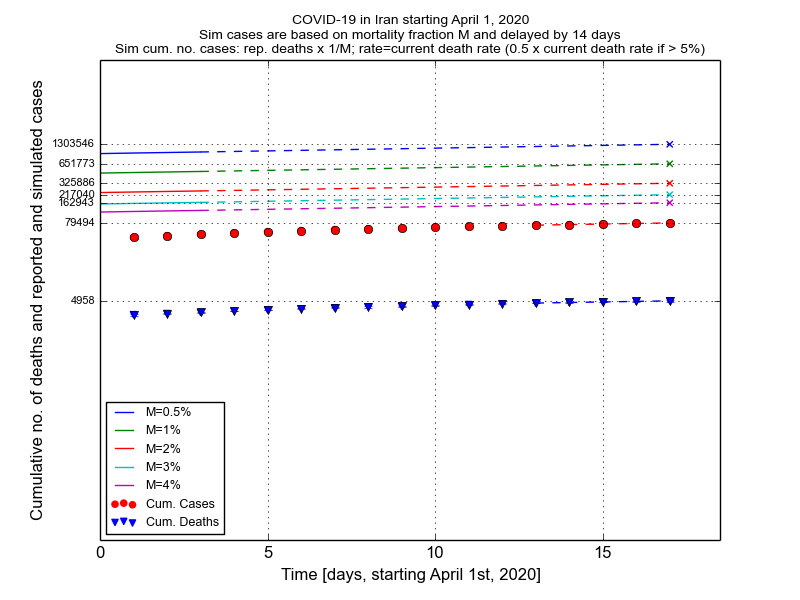 COVID-19 in Iran starting April 1, 2020
Sim cases are based on mortality fraction M and delayed by 14 days
Sim cum. no. cases: rep. deaths x 1/M; rate=current death rate (0.5 x current death rate if > 5%)
Cumulative no. of deaths and reported and simulated cases
1303546
651773
325886
217040
162943
79494
4958
M=0.5%
M=1%
M=2%
M=3%
M=4%
Cum. Cases
Cum. Deaths
0 5 10 15
Time [days, starting April 1st, 2020]